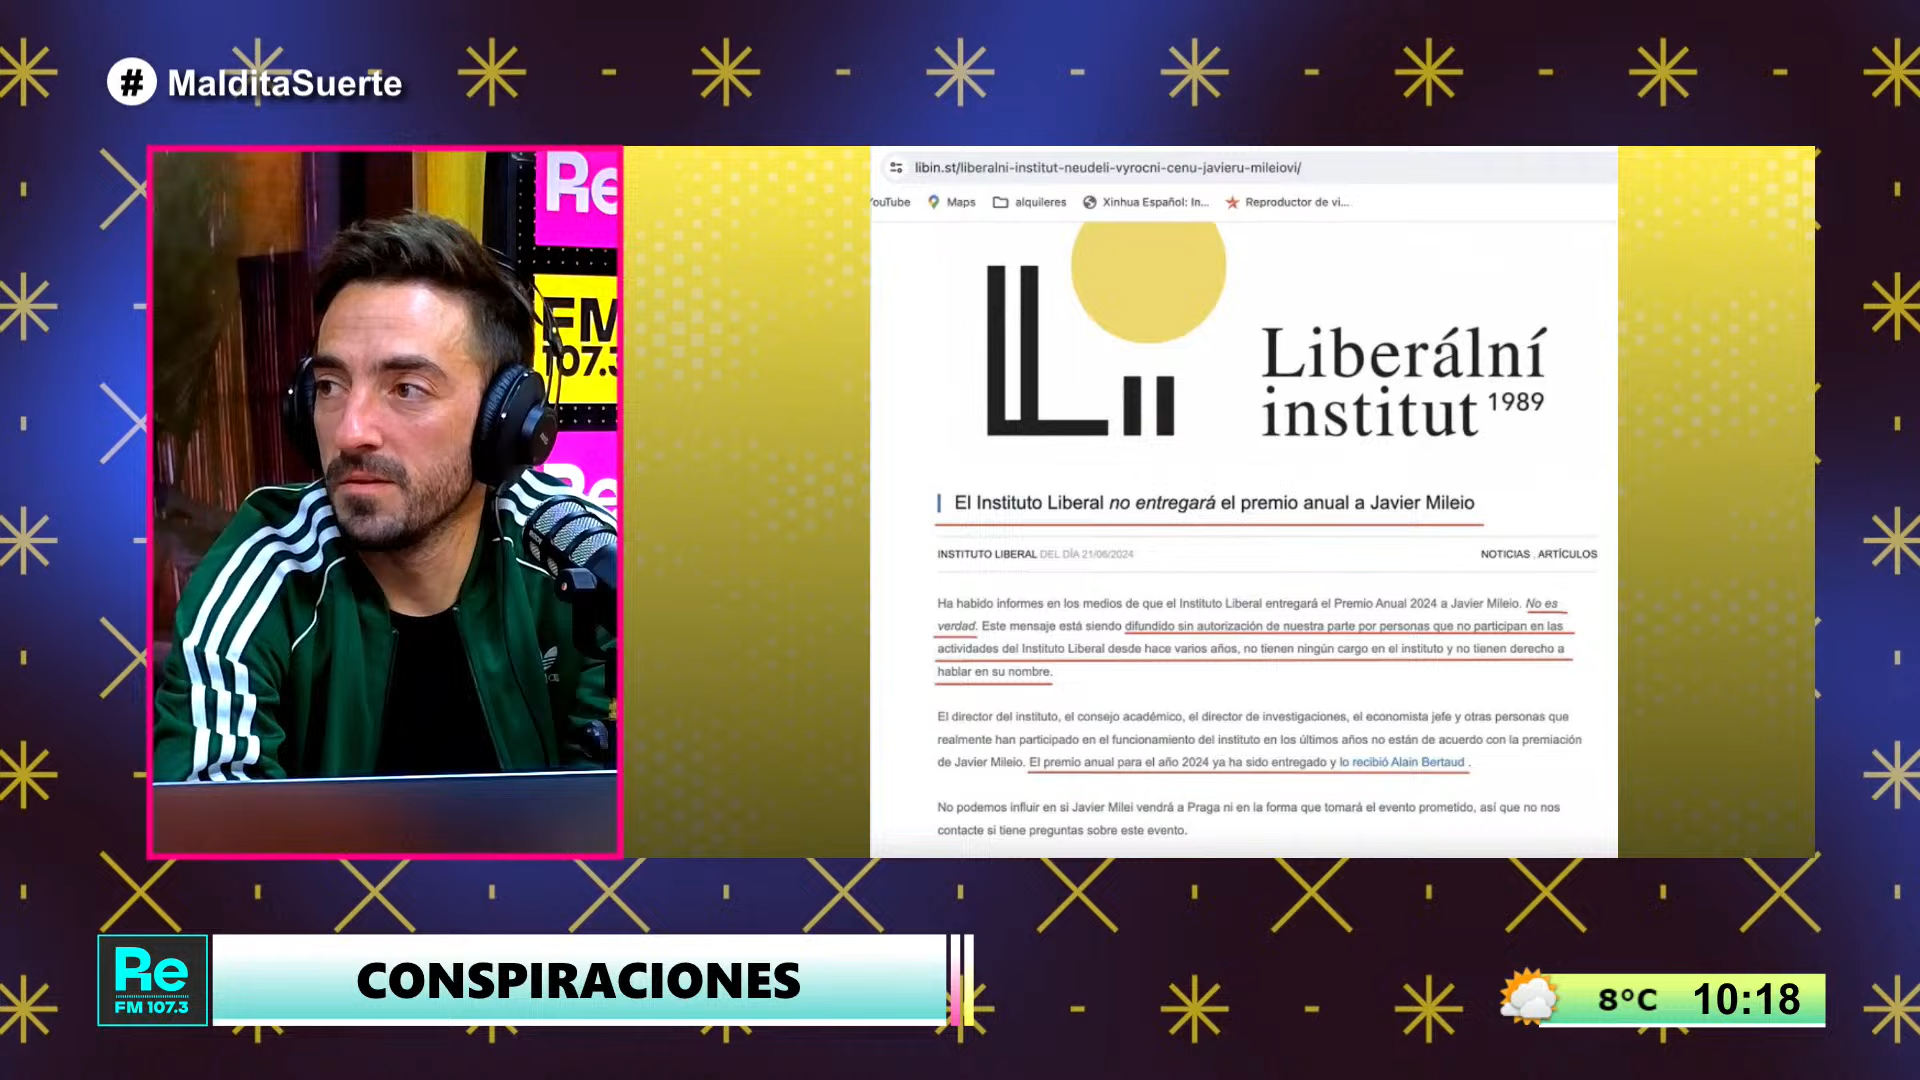 # MalditaSuerte
Re
FM
107.3
Re
libin.st/liberalni-institut-neudeli-vyrocni-cenu-javieru-mileiovi/
YouTube Maps alquileres Xinhua Español: In... Reproductor de vi...
Liberální
institut 1989
El Instituto Liberal no entregará el premio anual a Javier Mileio
INSTITUTO LIBERAL DEL DÍA 21/06/2024 NOTICIAS , ARTÍCULOS
Ha habido informes en los medios de que el Instituto Liberal entregará el Premio Anual 2024 a Javier Mileio. No es
verdad. Este mensaje está siendo difundido sin autorización de nuestra parte por personas que no participan en las
actividades del Instituto Liberal desde hace varios años, no tienen ningún cargo en el instituto y no tienen derecho a
hablar en su nombre.
El director del instituto, el consejo académico, el director de investigaciones, el economista jefe y otras personas que
realmente han participado en el funcionamiento del instituto en los últimos años no están de acuerdo con la premiación
de Javier Mileio. El premio anual para el año 2024 ya ha sido entregado y lo recibió Alain Bertaud .
No podemos influir en si Javier Milei vendrá a Praga ni en la forma que tomará el evento prometido, así que no nos
contacte si tiene preguntas sobre este evento.
Re
FM 107.3
CONSPIRACIONES
8°C 10:18